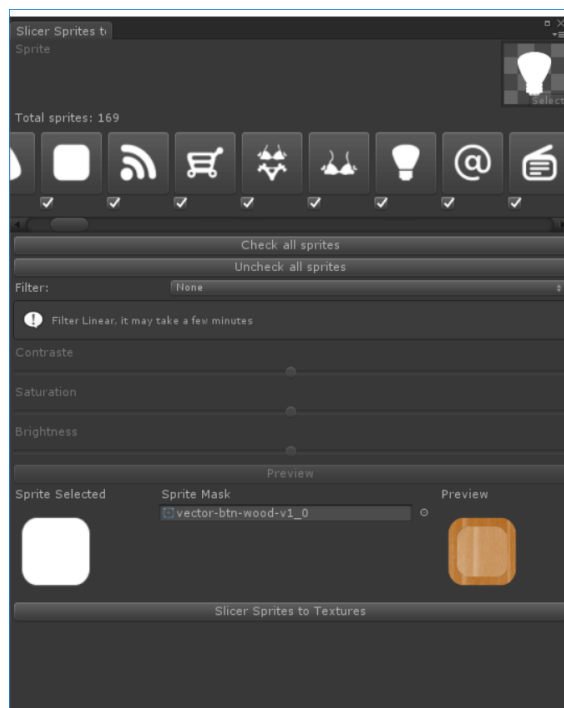 Slicer Sprites t
Sprite
Select
Total sprites: 169
Check all sprites
Uncheck all sprites
Filter: None
Filter Linear, it may take a few minutes
Contraste
Saturation
Brightness
Preview
Sprite Selected Sprite Mask Preview
vector-btn-wood-v1_0
Slicer Sprites to Textures